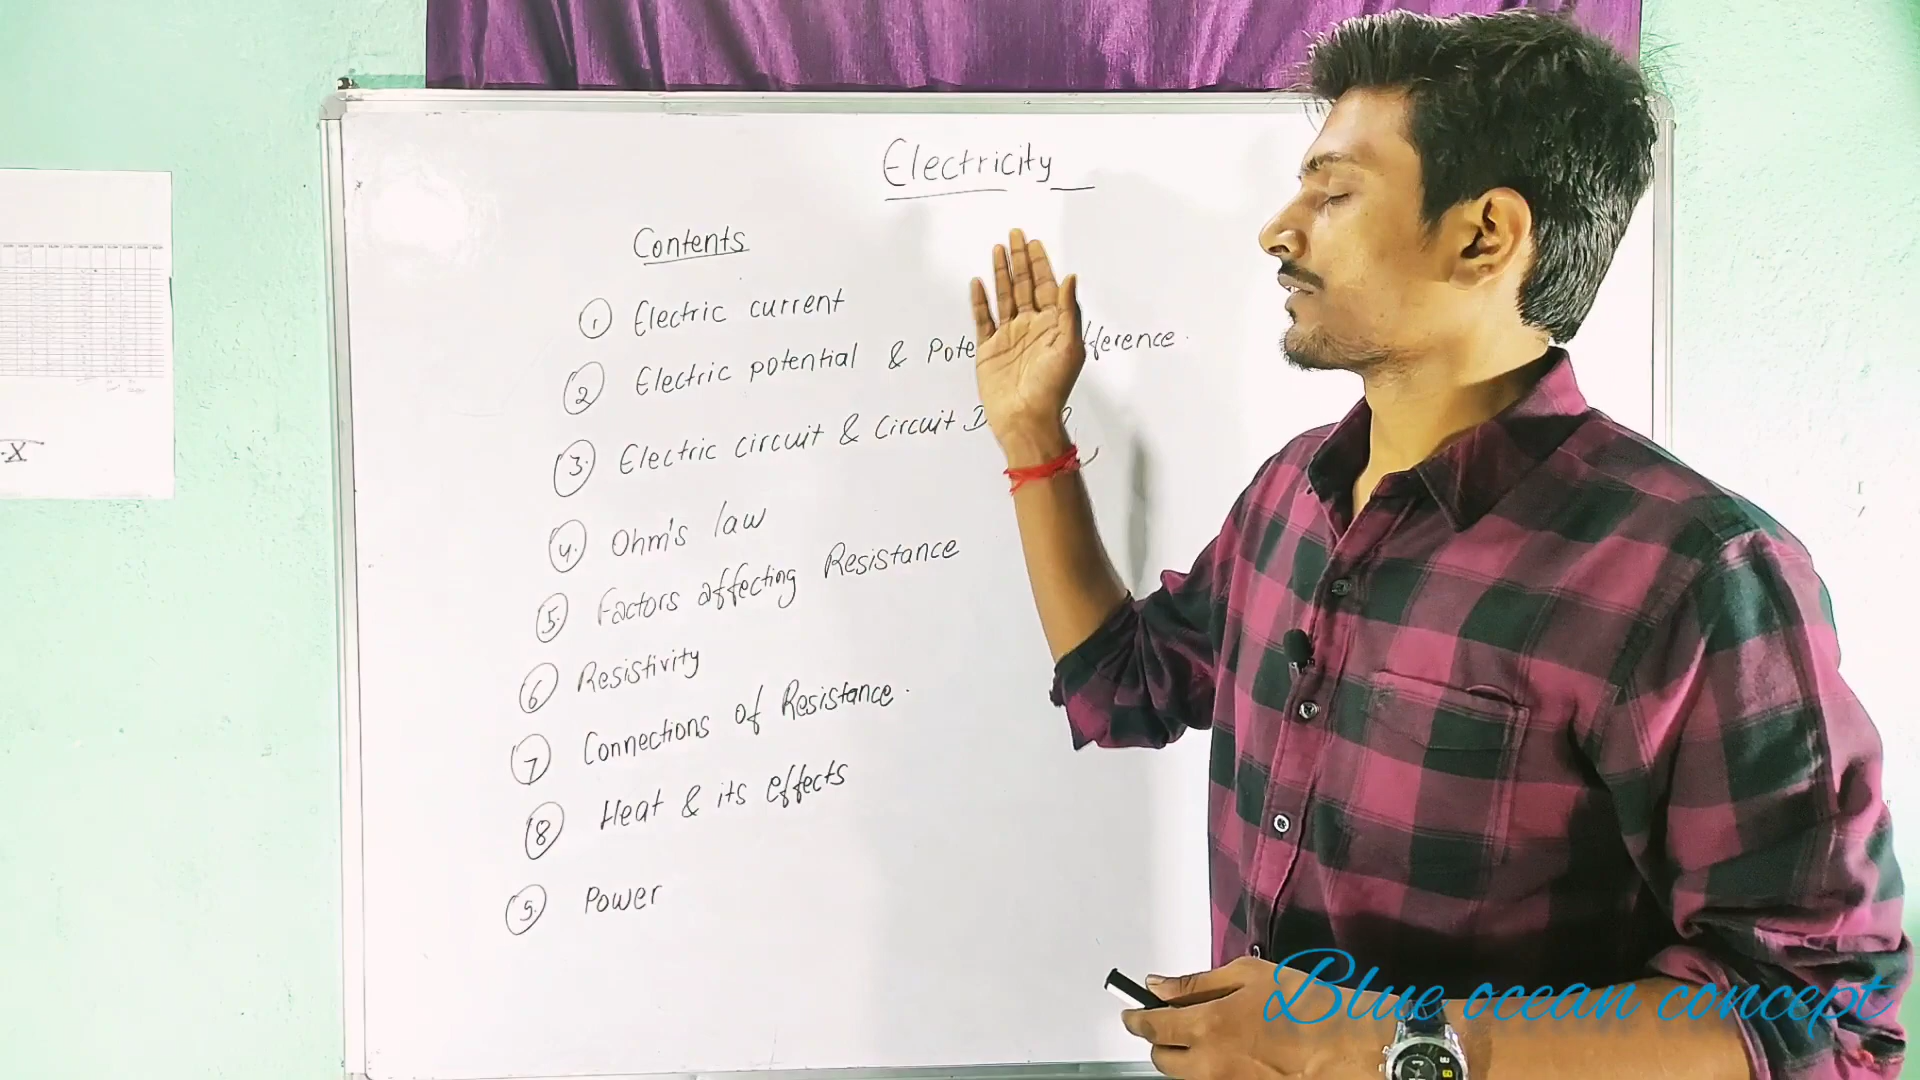 Electricity
Contents
1 Electric current
2 Electric potential & Pote fference.
3. Electric circuit & Circuit D
4. Ohm's law
5. Factors affecting Resistance
6 Resistivity
7 Connections of Resistance.
8 Heat & its effects
9. Power
-X
Blue ocean concept